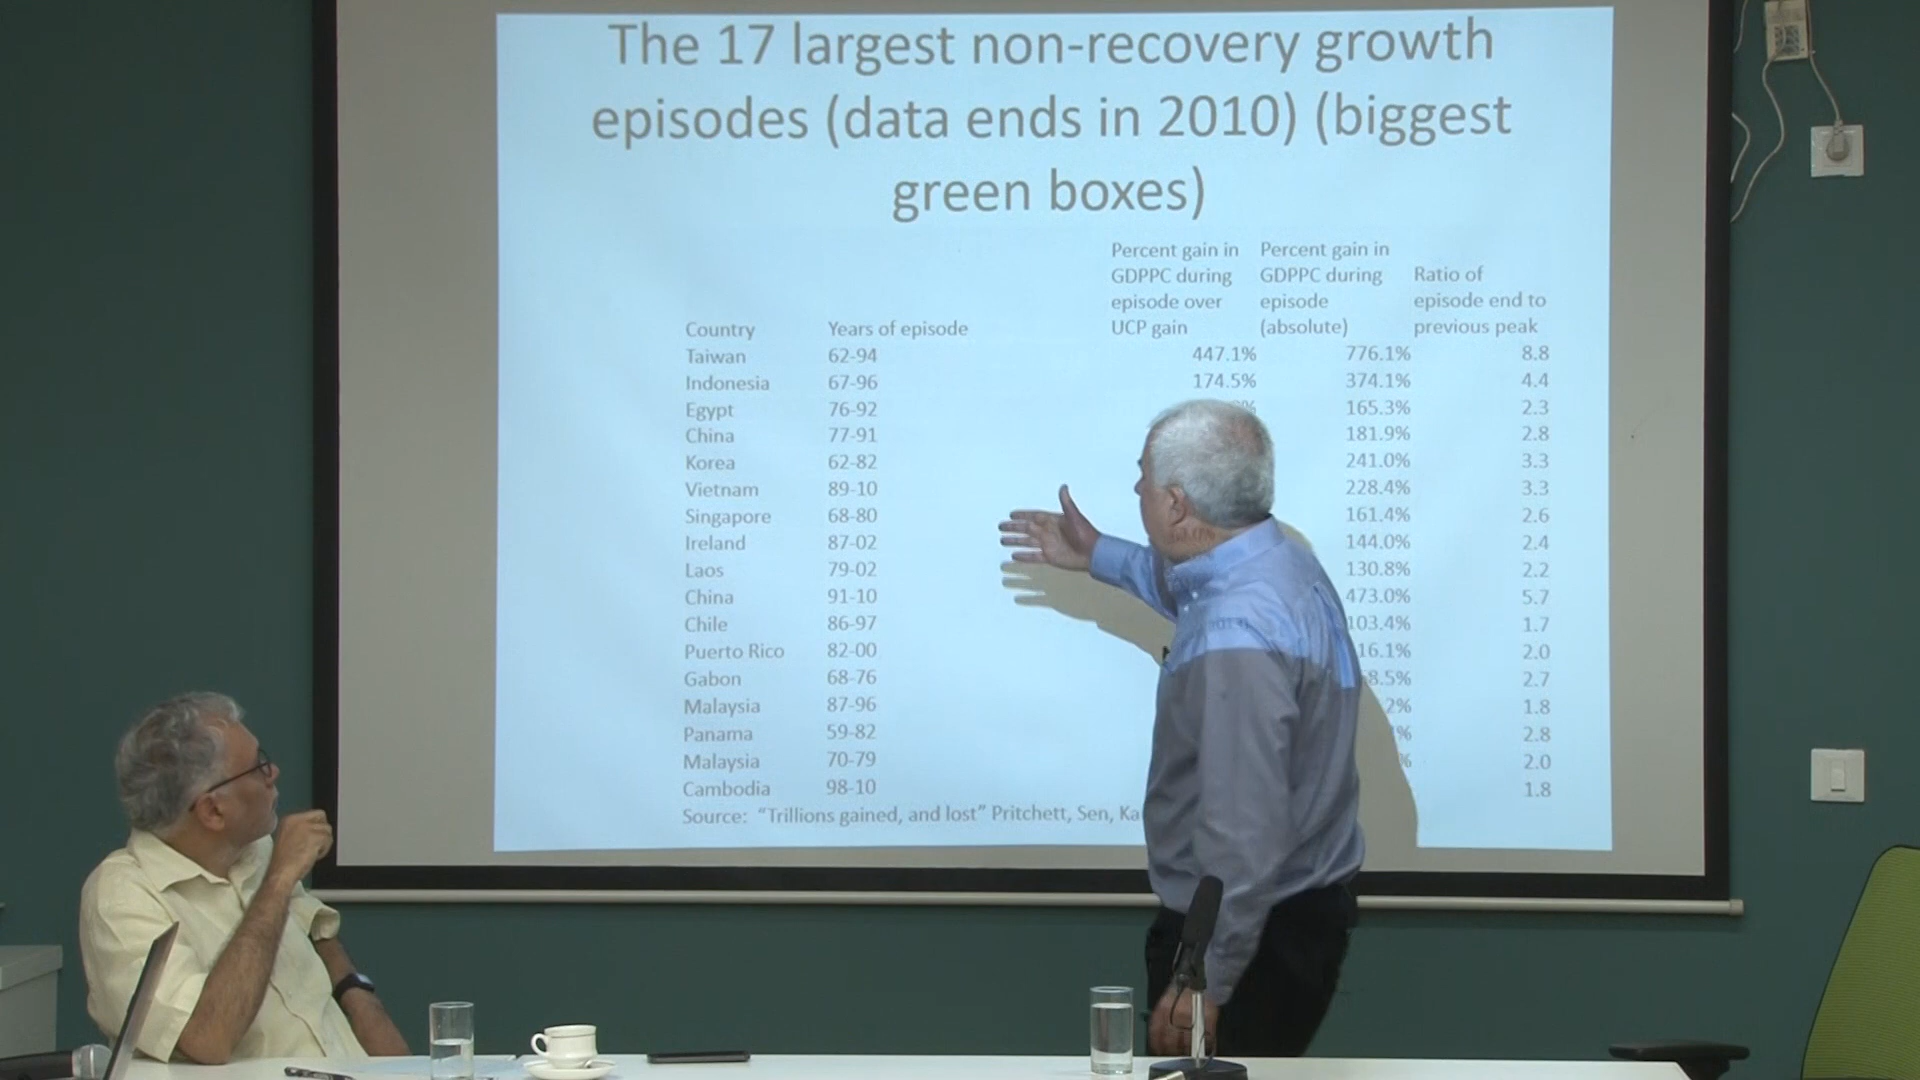 The 17 largest non-recovery growth
episodes (data ends in 2010) (biggest
green boxes)
Percent gain in GDPPC during episode over UCP gain
Percent gain in GDPPC during episode (absolute)
Ratio of episode end to previous peak
Country Years of episode
Taiwan 62-94 447.1% 776.1% 8.8
Indonesia 67-96 174.5% 374.1% 4.4
Egypt 76-92 165.3% 2.3
China 77-91 181.9% 2.8
Korea 62-82 241.0% 3.3
Vietnam 89-10 228.4% 3.3
Singapore 68-80 161.4% 2.6
Ireland 87-02 144.0% 2.4
Laos 79-02 130.8% 2.2
China 91-10 473.0% 5.7
Chile 86-97 103.4% 1.7
Puerto Rico 82-00 16.1% 2.0
Gabon 68-76 8.5% 2.7
Malaysia 87-96 2% 1.8
Panama 59-82 % 2.8
Malaysia 70-79 % 2.0
Cambodia 98-10 1.8
Source: “Trillions gained, and lost” Pritchett, Sen, Ka